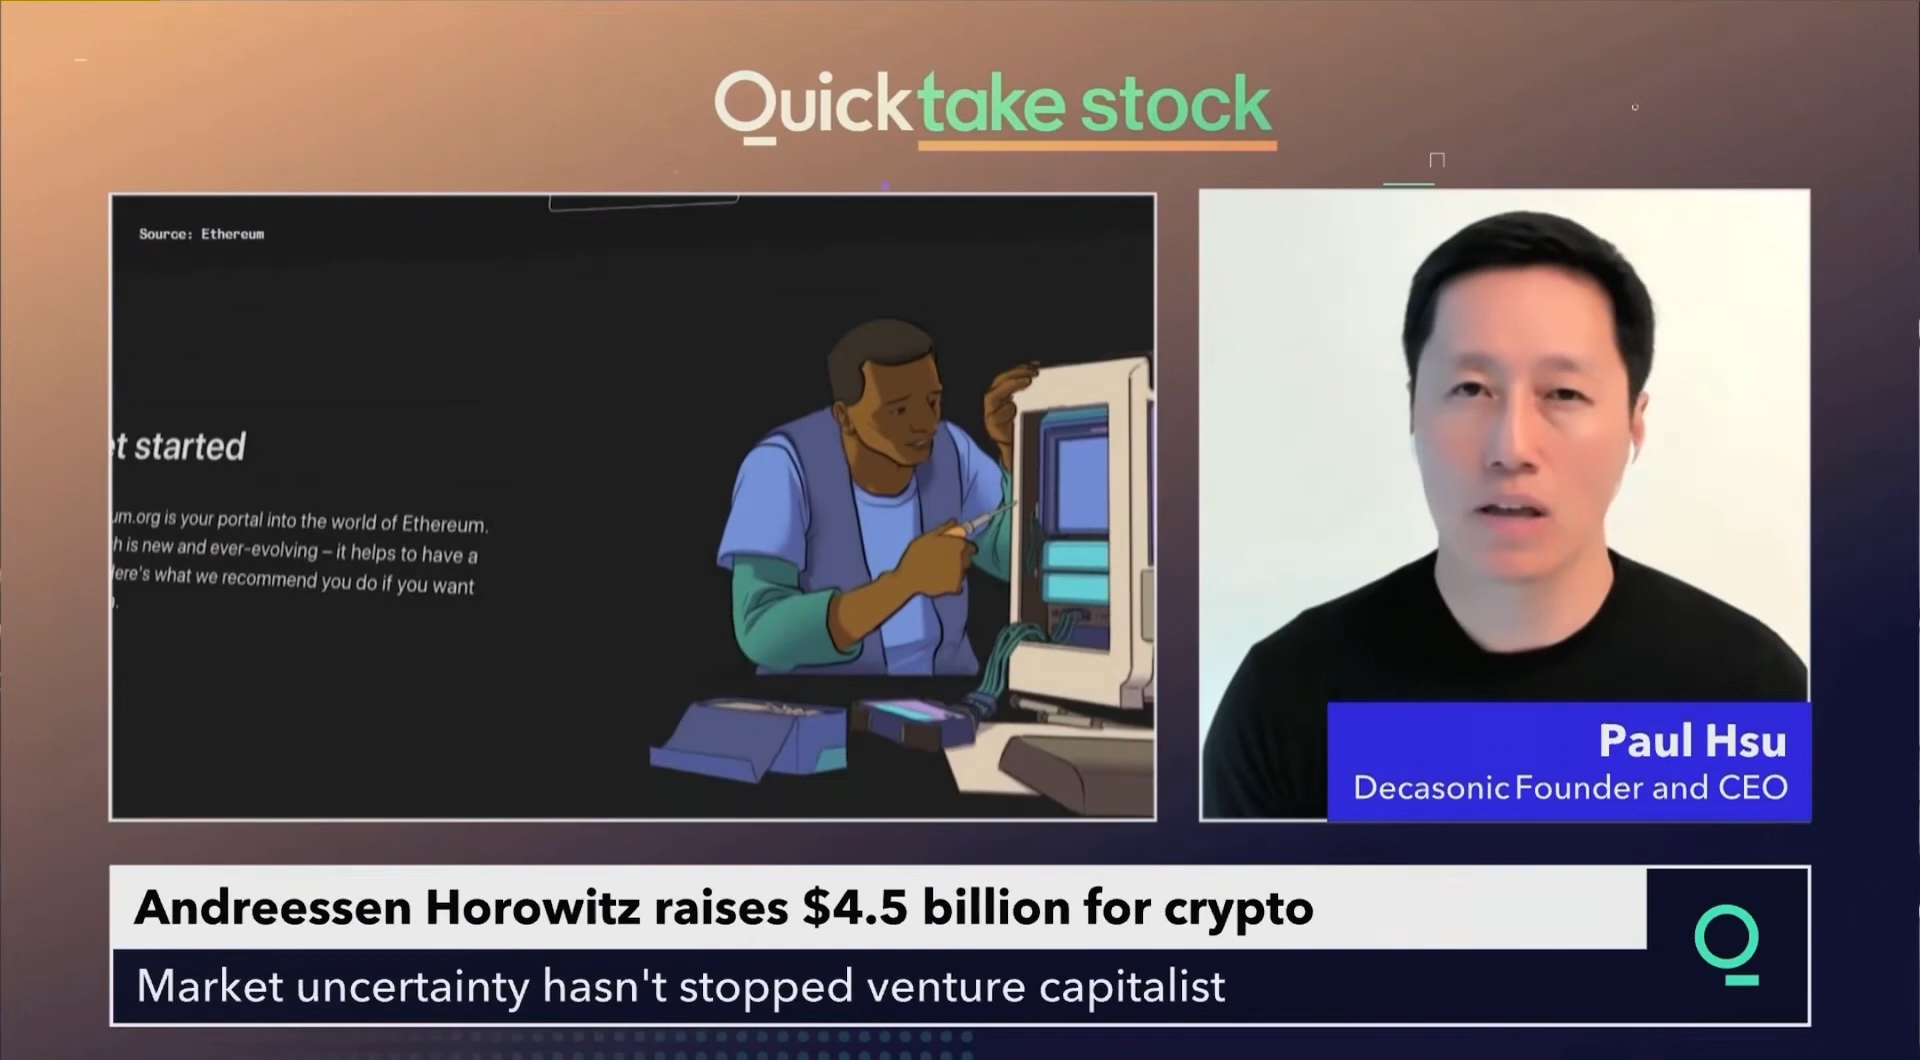 Quicktake stock
Source: Ethereum
t started
um.org is your portal into the world of Ethereum.
h is new and ever-evolving – it helps to have a
Here's what we recommend you do if you want
Paul Hsu
Decasonic Founder and CEO
Andreessen Horowitz raises $4.5 billion for crypto
Market uncertainty hasn't stopped venture capitalist